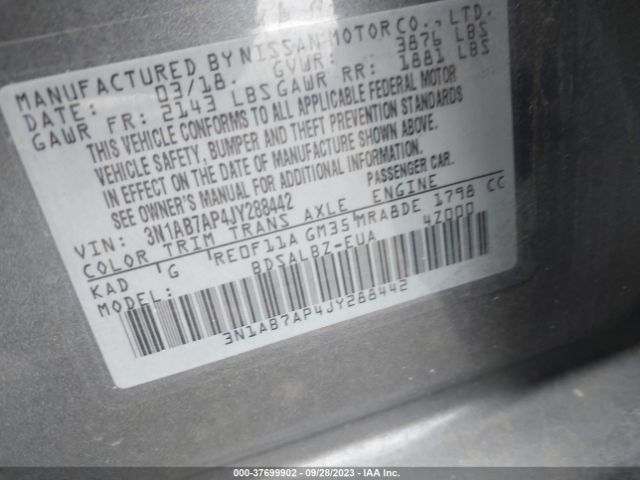 MANUFACTURED BY NISSAN MOTOR CO., LTD.
DATE: 03/18. GVWR: 3876 LBS
GAWR FR: 2143 LBS GAWR RR: 1881 LBS
THIS VEHICLE CONFORMS TO ALL APPLICABLE FEDERAL MOTOR
VEHICLE SAFETY, BUMPER AND THEFT PREVENTION STANDARDS
IN EFFECT ON THE DATE OF MANUFACTURE SHOWN ABOVE.
SEE OWNER'S MANUAL FOR ADDITIONAL INFORMATION.
VIN: 3N1AB7AP4JY288442 PASSENGER CAR.
COLOR TRIM TRANS AXLE ENGINE
KAD G RE0F11A GM35 MRA8DE 1798 CC
MODEL: BDSALBZ-EUA 4Z000
3N1AB7AP4JY288442
000-37699902 | 09/28/2023 | IAA Inc.